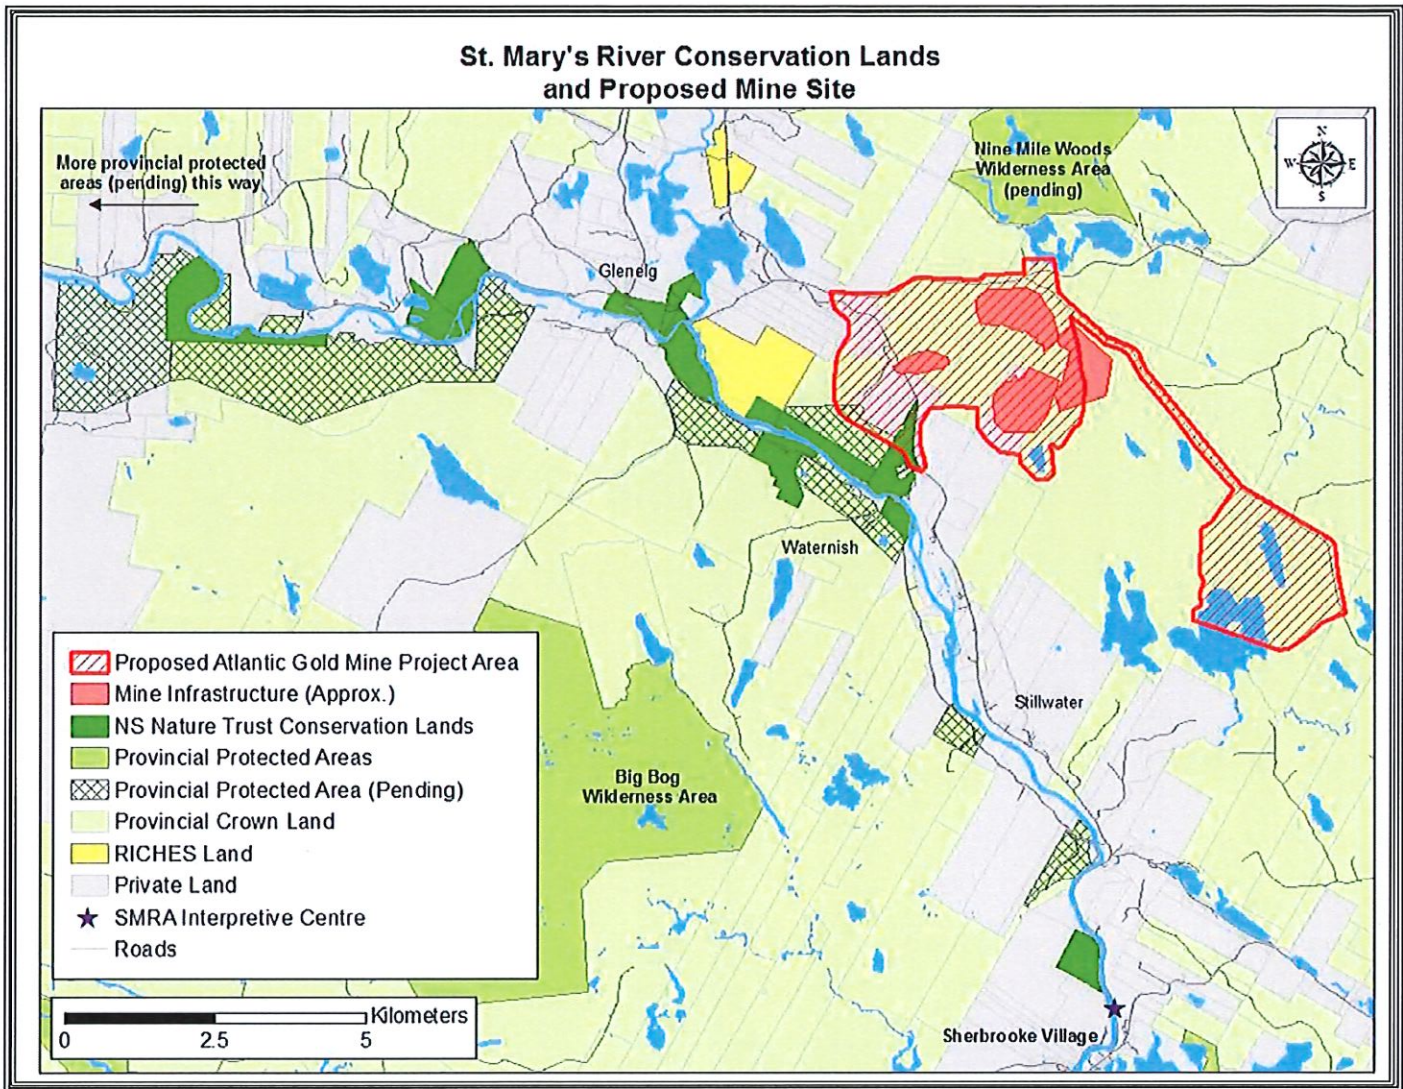 St. Mary's River Conservation Lands
and Proposed Mine Site
More provincial protected
areas (pending) this way
Nine Mile Woods
Wilderness Area
(pending)
N
W E
S
Glenelg
Waternish
Stillwater
Big Bog
Wilderness Area
Sherbrooke Village
Proposed Atlantic Gold Mine Project Area
Mine Infrastructure (Approx.)
NS Nature Trust Conservation Lands
Provincial Protected Areas
Provincial Protected Area (Pending)
Provincial Crown Land
RICHES Land
Private Land
SMRA Interpretive Centre
Roads
Kilometers
0 2.5 5